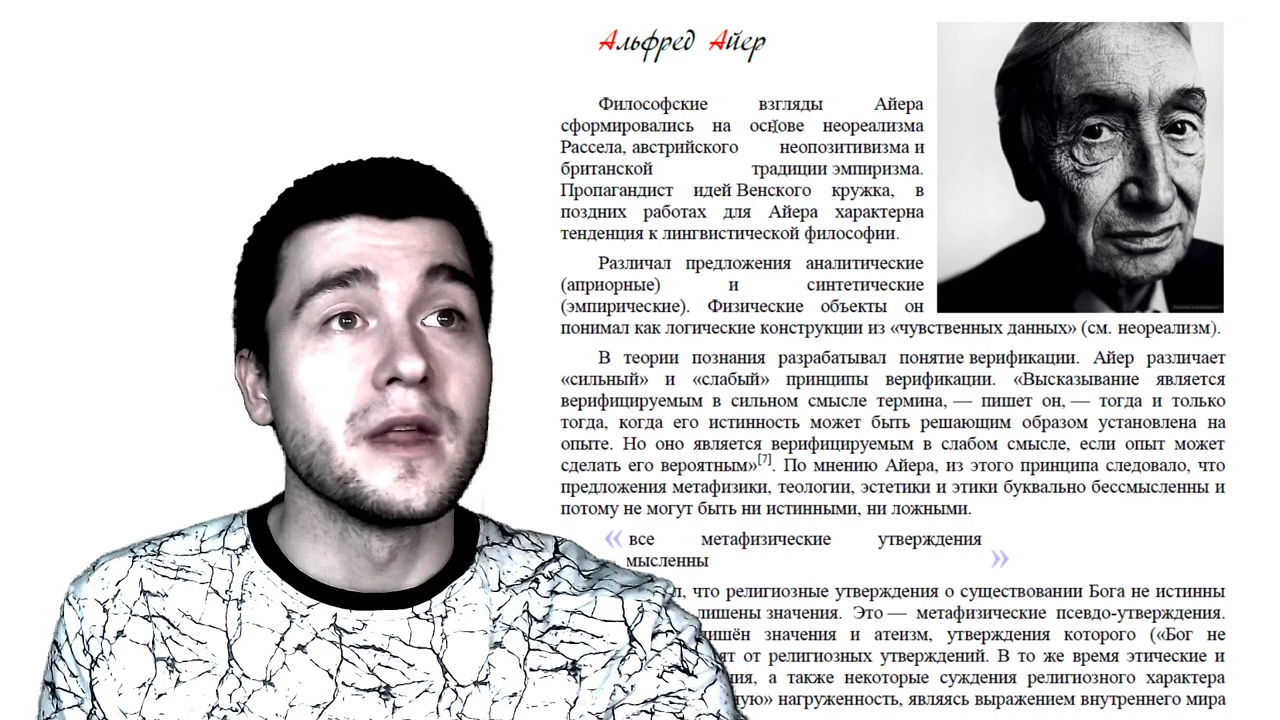 Альфред Айер
Философские взгляды Айера
сформировались на основе неореализма
Рассела, австрийского неопозитивизма и
британской традиции эмпиризма.
Пропагандист идей Венского кружка, в
поздних работах для Айера характерна
тенденция к лингвистической философии.
Различал предложения аналитические
(априорные) и синтетические
(эмпирические). Физические объекты он
понимал как логические конструкции из «чувственных данных» (см. неореализм).
В теории познания разрабатывал понятие верификации. Айер различает
«сильный» и «слабый» принципы верификации. «Высказывание является
верифицируемым в сильном смысле термина, — пишет он, — тогда и только
тогда, когда его истинность может быть решающим образом установлена на
опыте. Но оно является верифицируемым в слабом смысле, если опыт может
сделать его вероятным»[7]. По мнению Айера, из этого принципа следовало, что
предложения метафизики, теологии, эстетики и этики буквально бессмысленны и
потому не могут быть ни истинными, ни ложными.
« все метафизические утверждения
мысленны »
что религиозные утверждения о существовании Бога не истинны
лишены значения. Это — метафизические псевдо-утверждения.
значения и атеизм, утверждения которого («Бог не
от религиозных утверждений. В то же время этические и
а также некоторые суждения религиозного характера
нагруженность, являясь выражением внутреннего мира